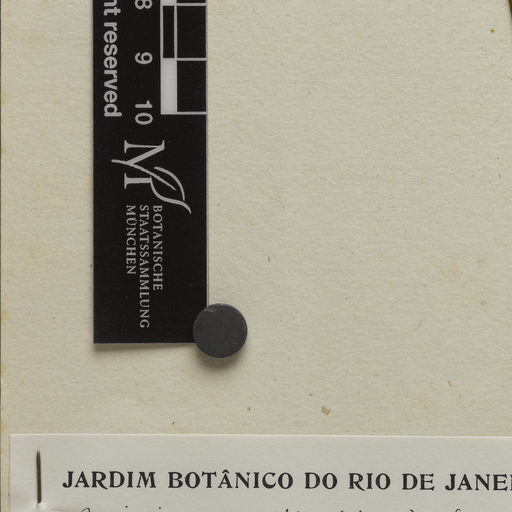 nt reserved
8 9 10
M
BOTANISCHE
STAATSSAMMLUNG
MÜNCHEN
JARDIM BOTÂNICO DO RIO DE JANE